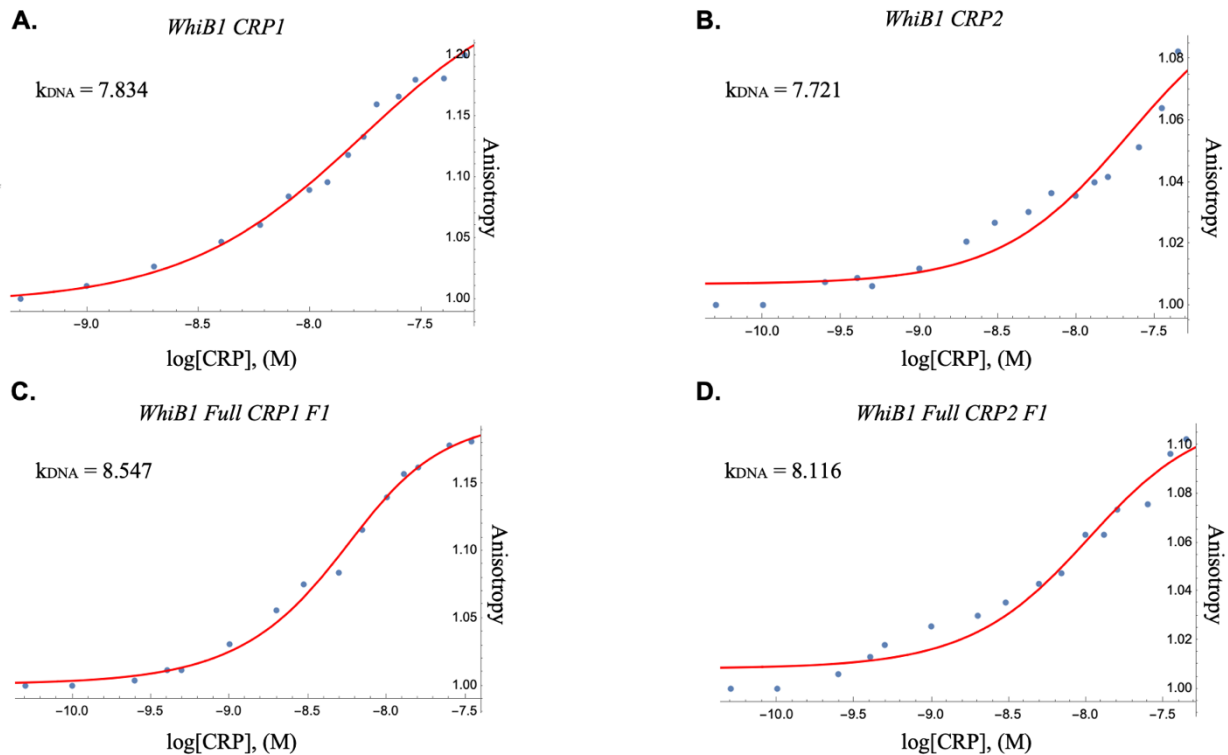 A.
WhiB1 CRP1
kDNA = 7.834
1.20
1.15
1.10
1.05
1.00
Anisotropy
−9.0 −8.5 −8.0 −7.5
log[CRP], (M)
B.
WhiB1 CRP2
kDNA = 7.721
1.08
1.06
1.04
1.02
1.00
Anisotropy
−10.0 −9.5 −9.0 −8.5 −8.0 −7.5
log[CRP], (M)
C.
WhiB1 Full CRP1 F1
kDNA = 8.547
1.15
1.10
1.05
1.00
Anisotropy
−10.0 −9.5 −9.0 −8.5 −8.0 −7.5
log[CRP], (M)
D.
WhiB1 Full CRP2 F1
kDNA = 8.116
1.10
1.08
1.06
1.04
1.02
1.00
Anisotropy
−10.0 −9.5 −9.0 −8.5 −8.0 −7.5
log[CRP], (M)